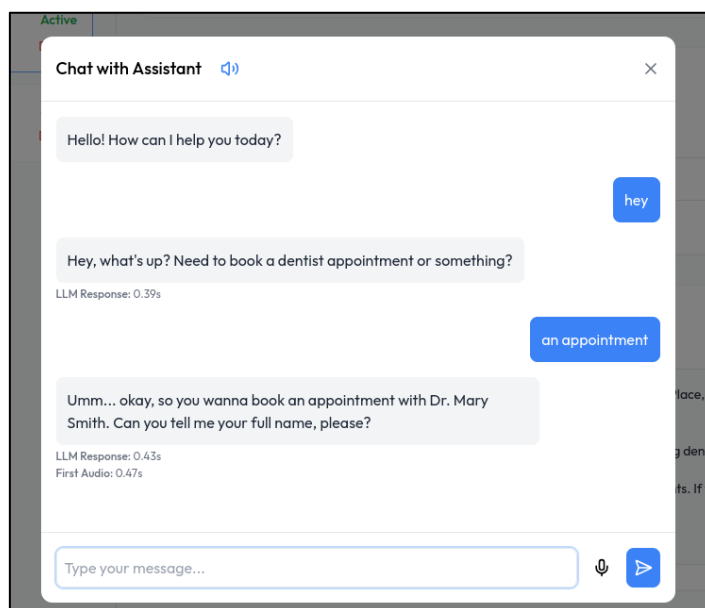 Active
Chat with Assistant
Hello! How can I help you today?
hey
Hey, what's up? Need to book a dentist appointment or something?
LLM Response: 0.39s
an appointment
Umm... okay, so you wanna book an appointment with Dr. Mary
Smith. Can you tell me your full name, please?
LLM Response: 0.43s
First Audio: 0.47s
Type your message...